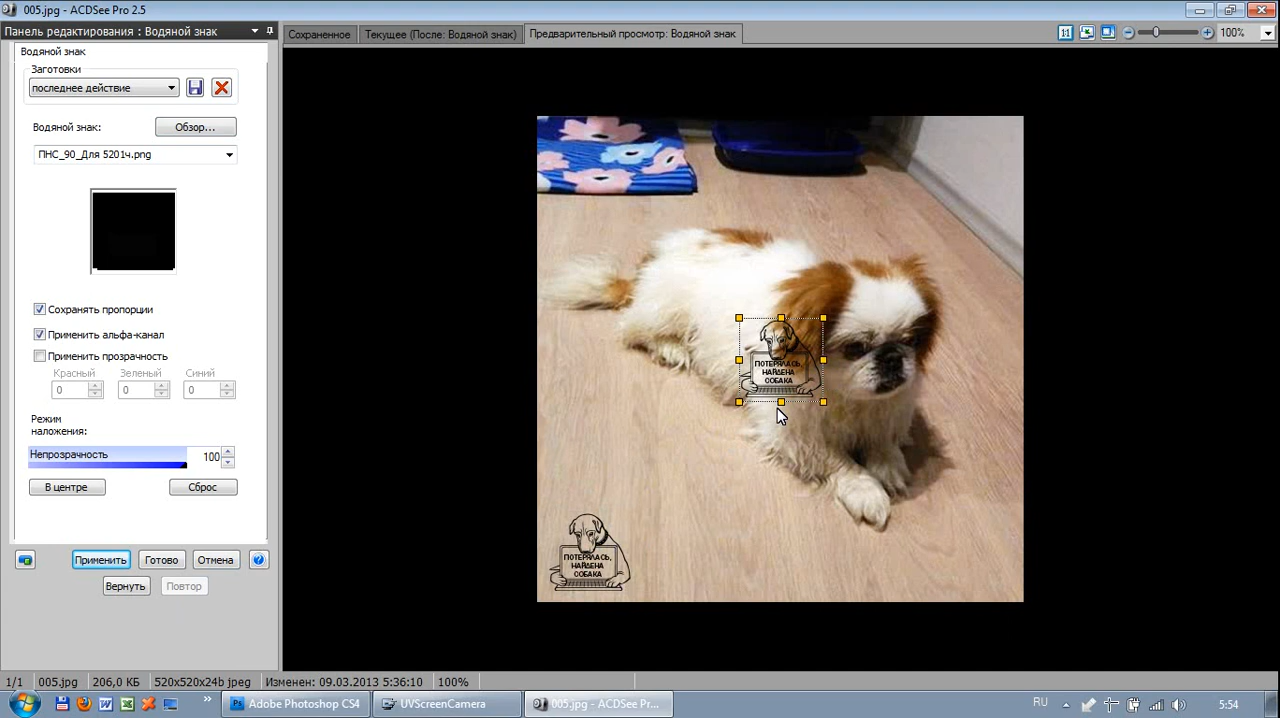 005.jpg - ACDSee Pro 2.5
Панель редактирования : Водяной знак
Сохраненное
Текущее (После: Водяной знак)
Предварительный просмотр: Водяной знак
1:1
100%
Водяной знак
Заготовки
последнее действие
Водяной знак:
Обзор...
ПНС_90_Для 5201ч.png
Сохранять пропорции
Применить альфа-канал
Применить прозрачность
Красный Зеленый Синий
0 0 0
Режим
наложения:
Непрозрачность 100
В центре Сброс
Применить Готово Отмена
Вернуть Повтор
ПОТЕРЯЛАСЬ,
НАЙДЕНА
СОБАКА
ПОТЕРЯЛАСЬ,
НАЙДЕНА
СОБАКА
1/1 005.jpg 206,0 КБ 520x520x24b jpeg Изменен: 09.03.2013 5:36:10 100%
Adobe Photoshop CS4
UVScreenCamera
005.jpg - ACDSee Pr...
RU
5:54